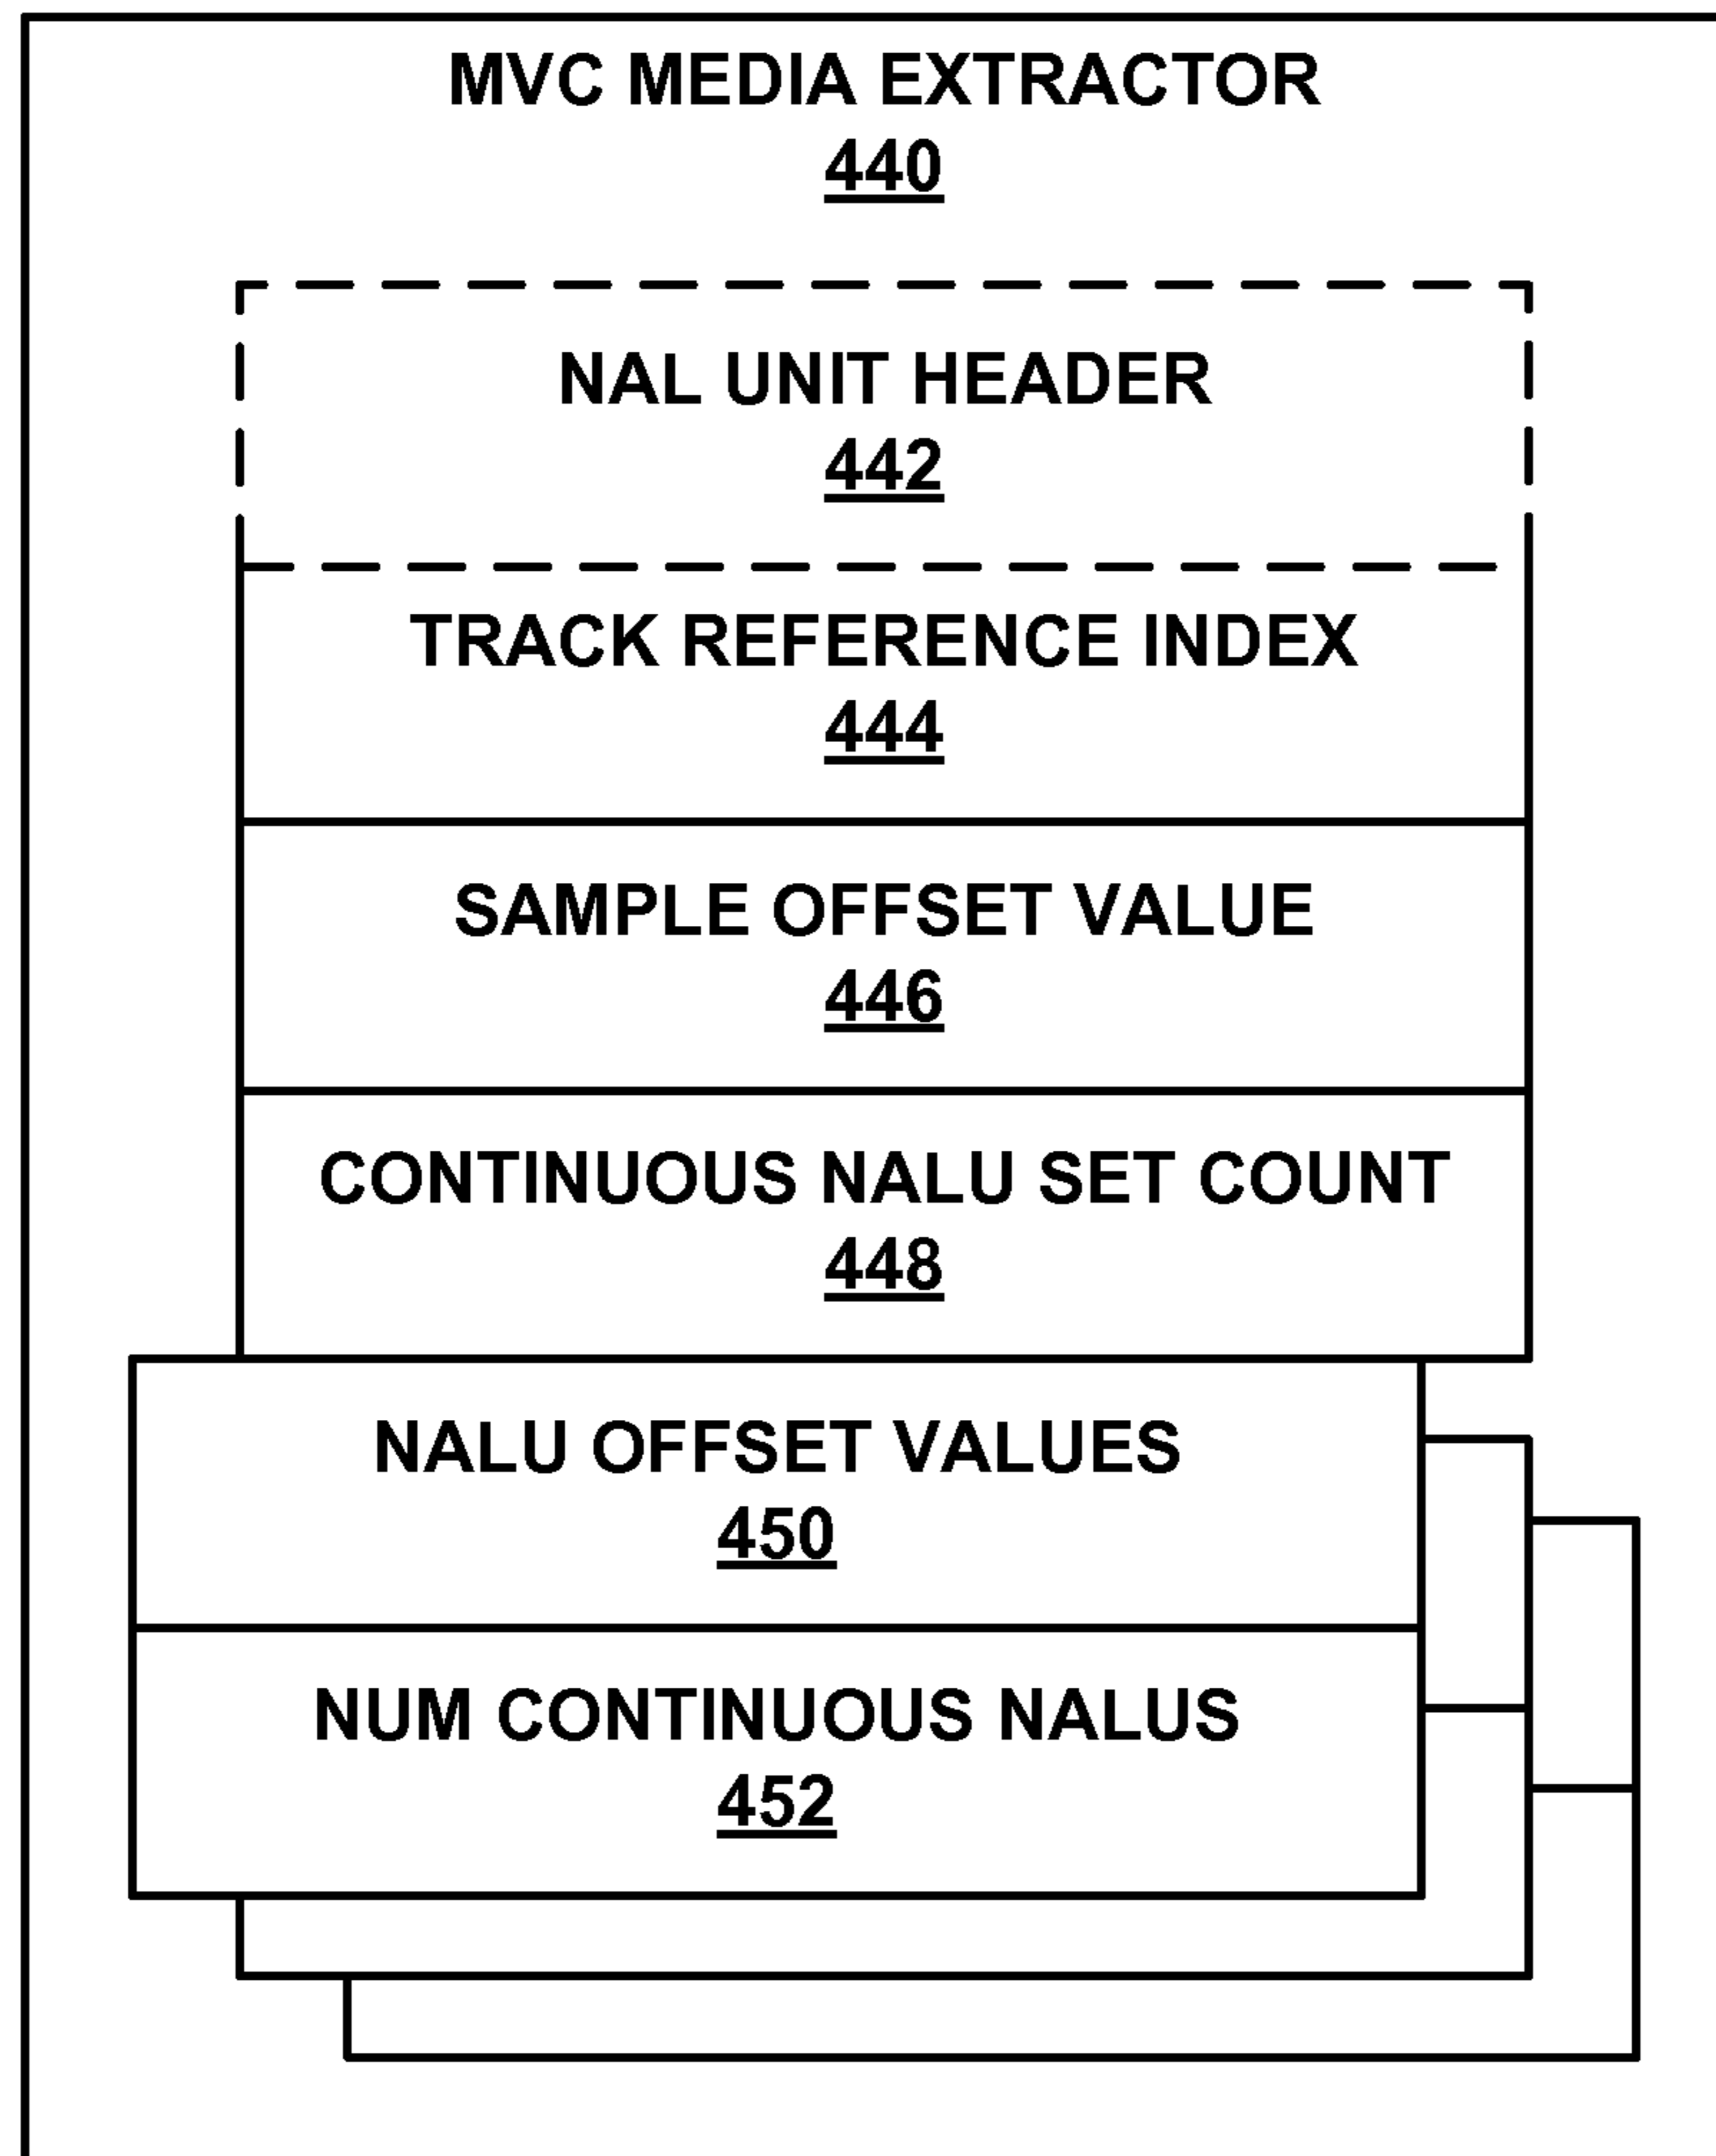 MVC MEDIA EXTRACTOR
440
NAL UNIT HEADER
442
TRACK REFERENCE INDEX
444
SAMPLE OFFSET VALUE
446
CONTINUOUS NALU SET COUNT
448
NALU OFFSET VALUES
450
NUM CONTINUOUS NALUS
452